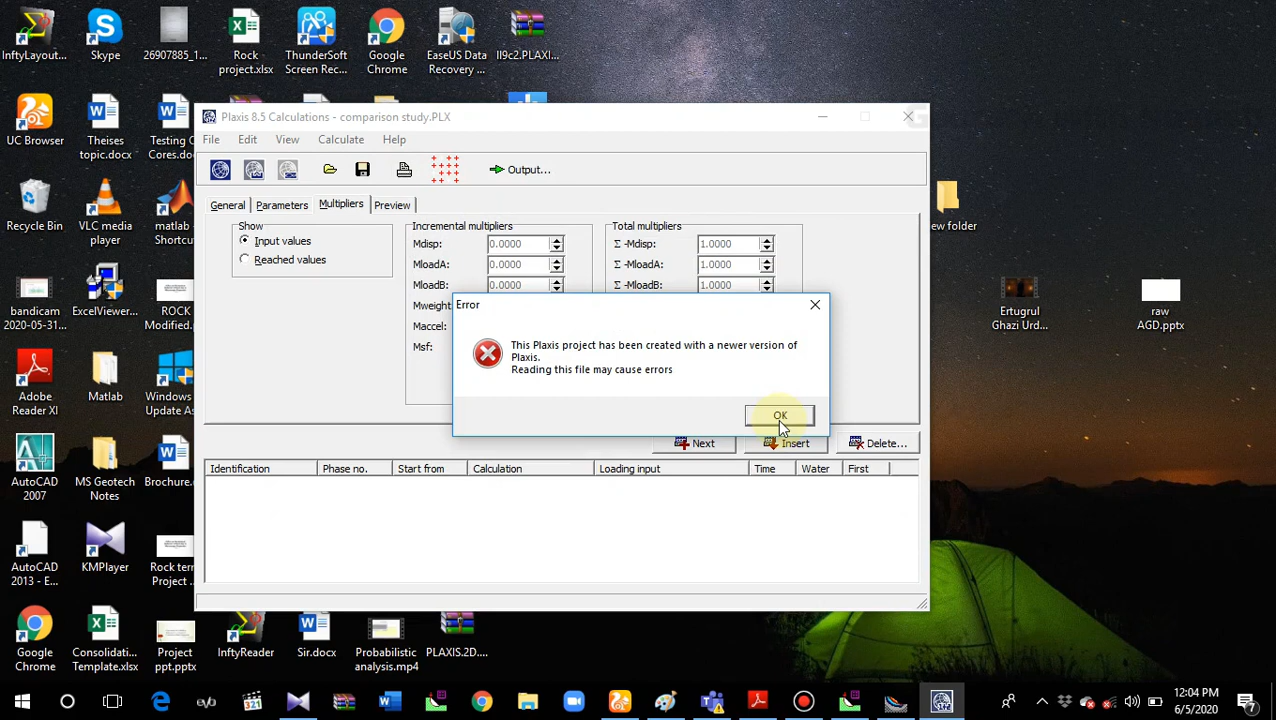 InftyLayout...
Skype
26907885_1...
Rock
project.xlsx
ThunderSoft
Screen Rec...
Google
Chrome
EaseUS Data
Recovery ...
II9c2.PLAXI...
UC Browser
Theises
topic.docx
Testing C
Cores.do
Recycle Bin
VLC media
player
matlab -
Shortcu
bandicam
2020-05-31...
ExcelViewer...
ROCK
Modified.p
Adobe
Reader XI
Matlab
Windows
Update As
AutoCAD
2007
MS Geotech
Notes
Brochure.
AutoCAD
2013 - E...
KMPlayer
Rock terr
Project ...
Google
Chrome
Consolidati...
Template.xlsx
Project
ppt.pptx
InftyReader
Sir.docx
Probabilistic
analysis.mp4
PLAXIS.2D....
ew folder
Ertugrul
Ghazi Urd...
raw
AGD.pptx
Plaxis 8.5 Calculations - comparison study.PLX
File Edit View Calculate Help
Output...
General Parameters Multipliers Preview
Show
Input values
Reached values
Incremental multipliers
Mdisp: 0.0000
MloadA: 0.0000
MloadB: 0.0000
Mweight
Maccel:
Msf:
Total multipliers
Σ -Mdisp: 1.0000
Σ -MloadA: 1.0000
Σ -MloadB: 1.0000
Error
This Plaxis project has been created with a newer version of
Plaxis.
Reading this file may cause errors
OK
Next Insert Delete...
Identification Phase no. Start from Calculation Loading input Time Water First
321
12:04 PM
6/5/2020
7